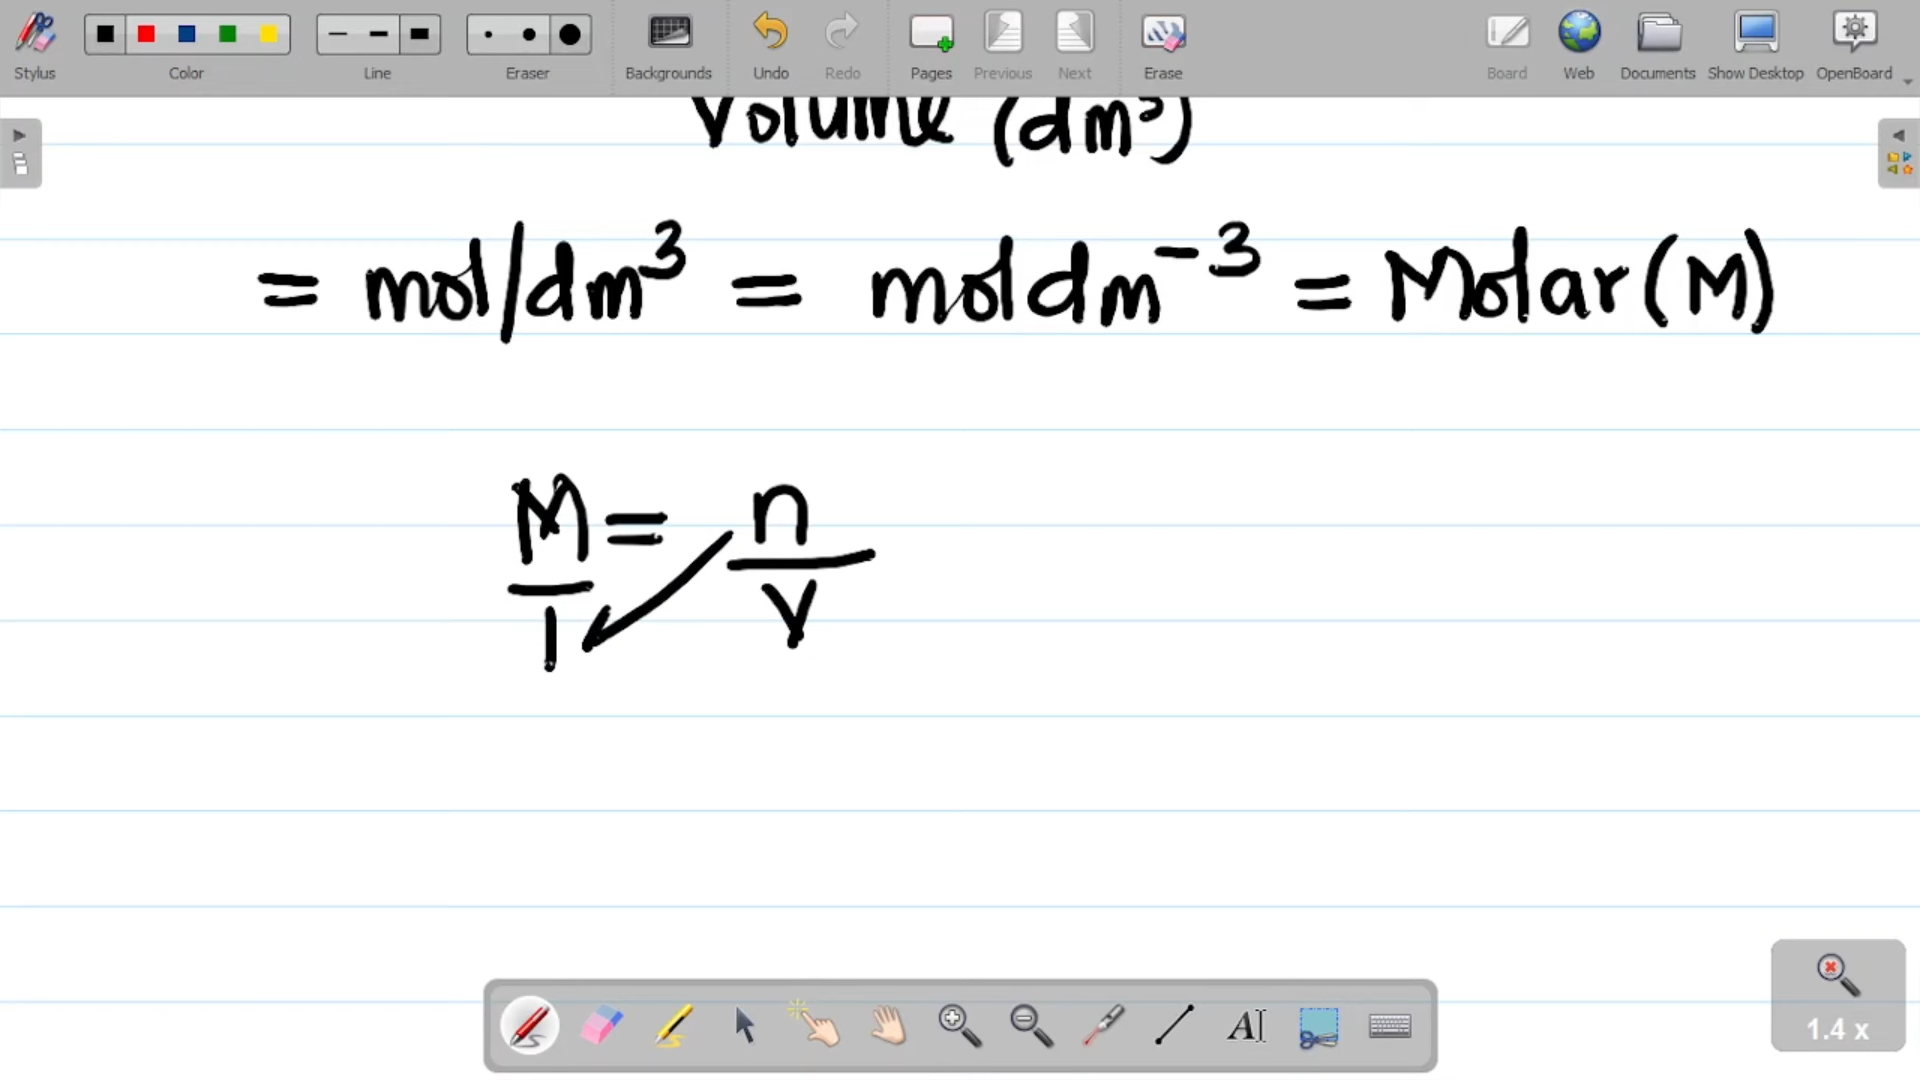 Stylus Color Line Eraser Backgrounds Undo Redo Pages Previous Next Erase Board Web Documents Show Desktop OpenBoard
Volume (dm³)
= mol/dm³ = moldm⁻³ = Molar(M)
M = n
1 V
AI
1.4 x